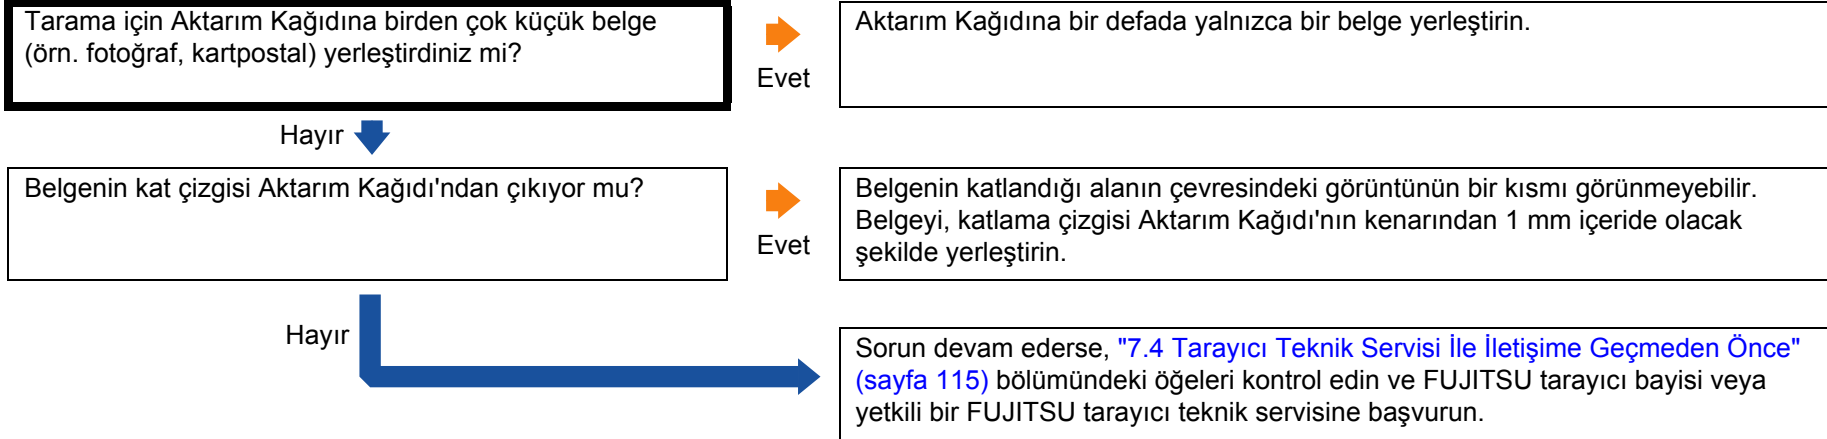 Tarama için Aktarım Kağıdına birden çok küçük belge
(örn. fotoğraf, kartpostal) yerleştirdiniz mi?
Evet
Aktarım Kağıdına bir defada yalnızca bir belge yerleştirin.
Hayır
Belgenin kat çizgisi Aktarım Kağıdı'ndan çıkıyor mu?
Evet
Belgenin katlandığı alanın çevresindeki görüntünün bir kısmı görünmeyebilir.
Belgeyi, katlama çizgisi Aktarım Kağıdı'nın kenarından 1 mm içeride olacak
şekilde yerleştirin.
Hayır
Sorun devam ederse, "7.4 Tarayıcı Teknik Servisi İle İletişime Geçmeden Önce"
(sayfa 115) bölümündeki öğeleri kontrol edin ve FUJITSU tarayıcı bayisi veya
yetkili bir FUJITSU tarayıcı teknik servisine başvurun.